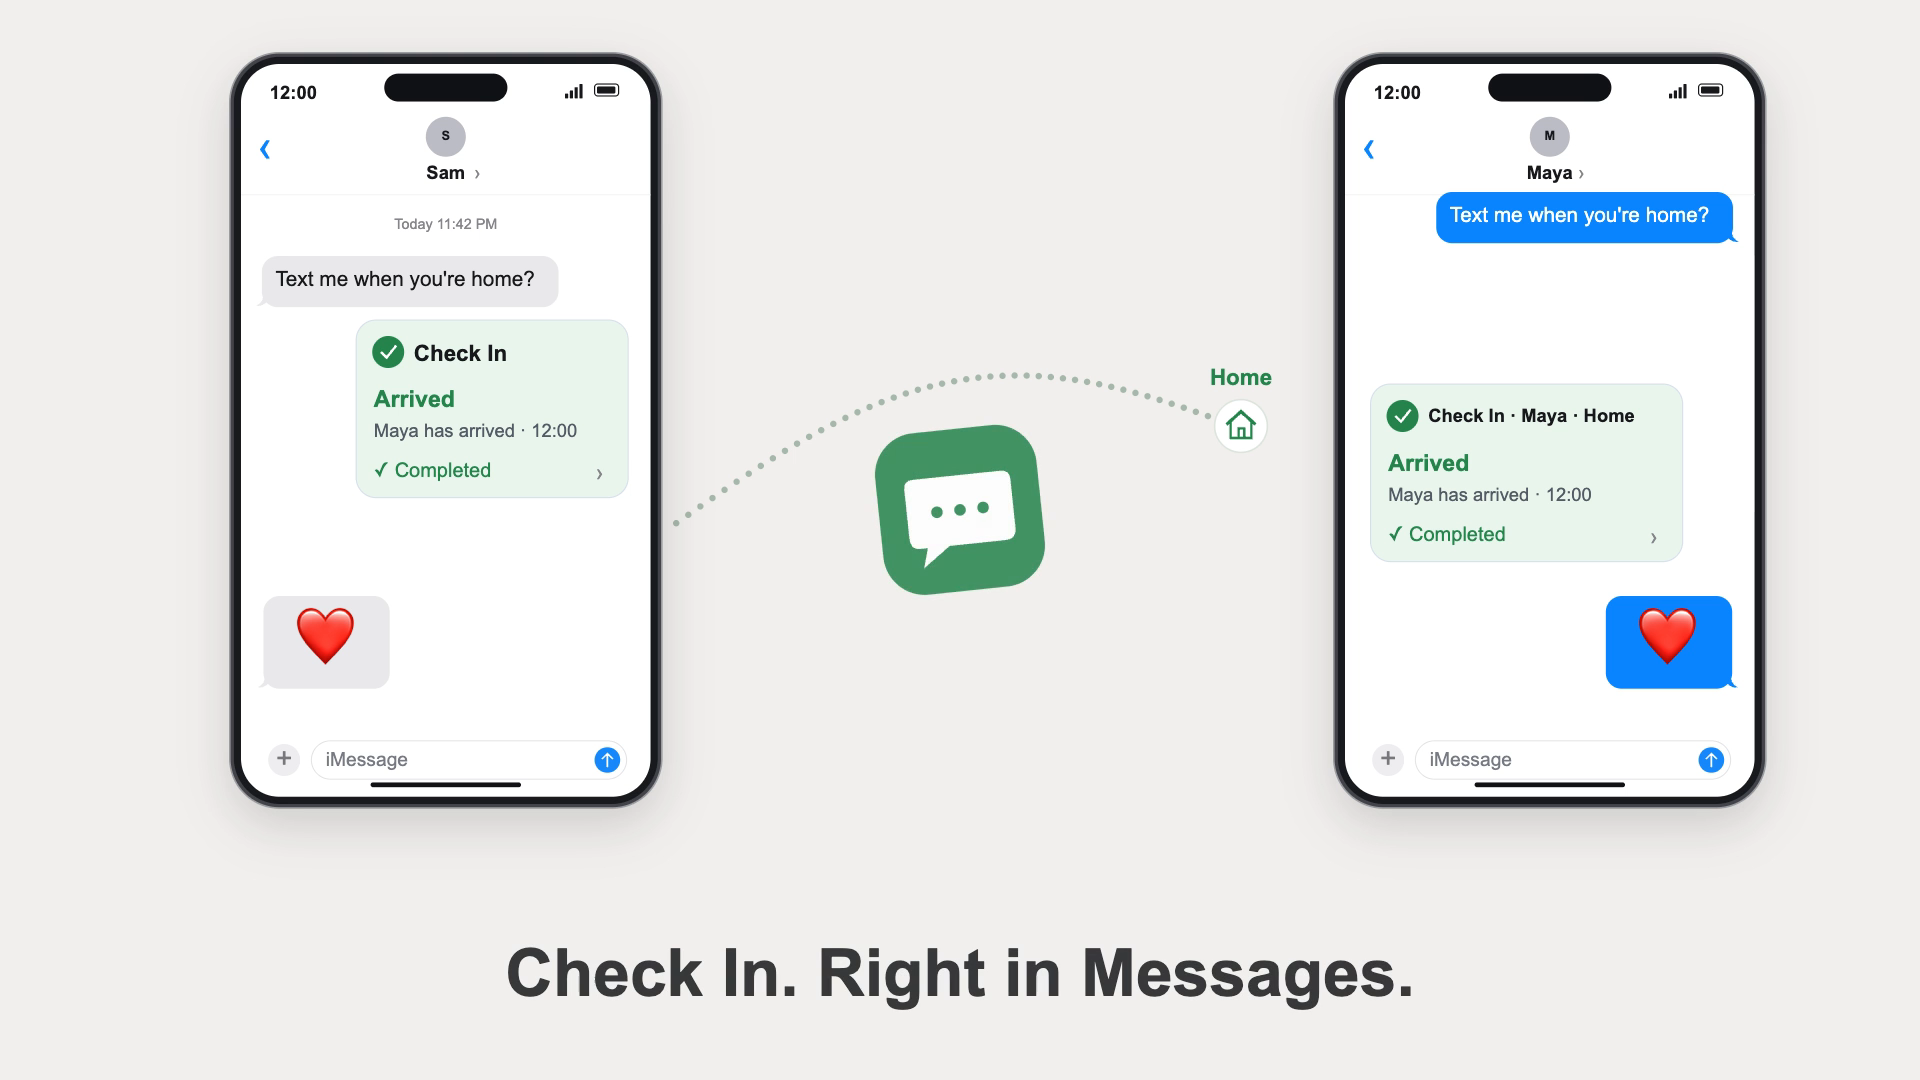 12:00
S
Sam ›
Today 11:42 PM
Text me when you're home?
Check In
Arrived
Maya has arrived · 12:00
✓ Completed ›
iMessage
Home
12:00
M
Maya ›
Text me when you're home?
Check In · Maya · Home
Arrived
Maya has arrived · 12:00
✓ Completed ›
iMessage
Check In. Right in Messages.